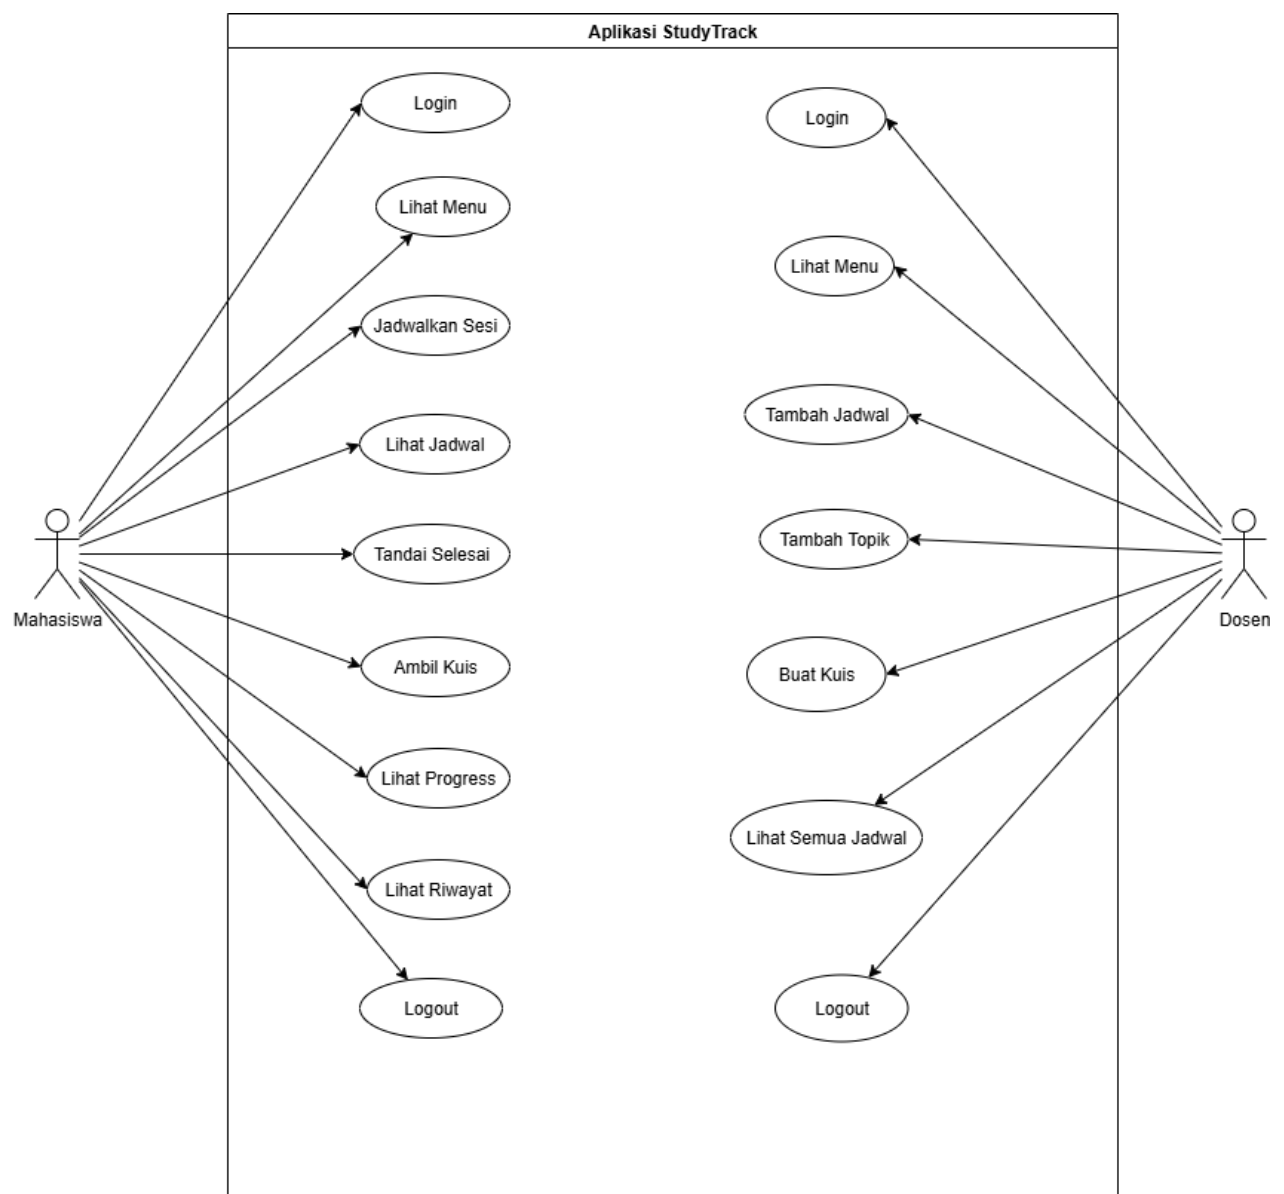 Aplikasi StudyTrack
Login
Lihat Menu
Jadwalkan Sesi
Lihat Jadwal
Tandai Selesai
Ambil Kuis
Lihat Progress
Lihat Riwayat
Logout
Mahasiswa
Login
Lihat Menu
Tambah Jadwal
Tambah Topik
Buat Kuis
Lihat Semua Jadwal
Logout
Dosen